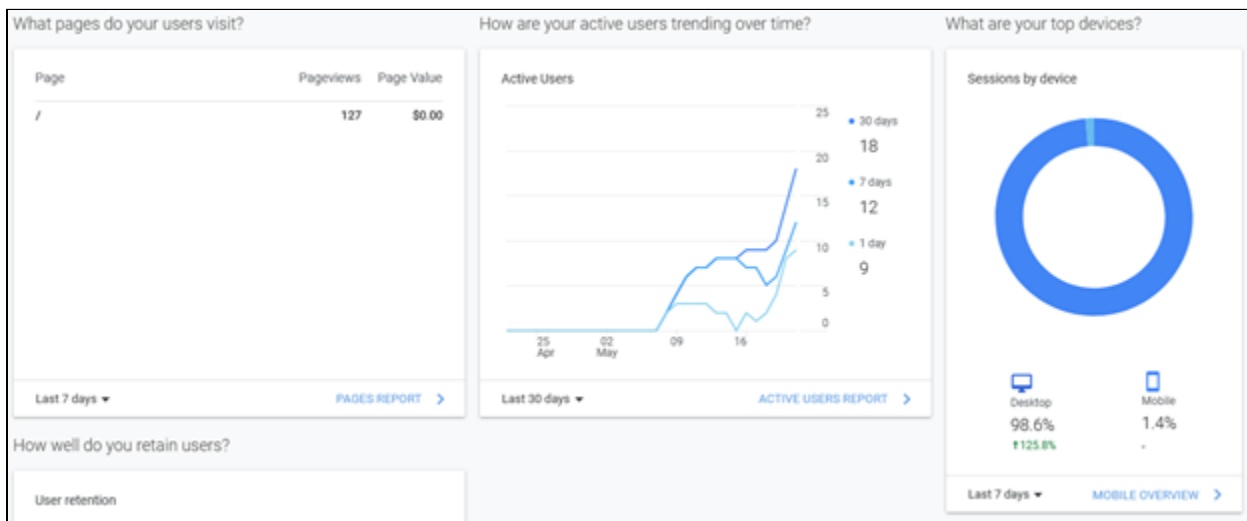 What pages do your users visit?
Page Pageviews Page Value
/ 127 $0.00
Last 7 days
PAGES REPORT
How are your active users trending over time?
Active Users
25
20
15
10
5
0
25 Apr
02 May
09
16
30 days
18
7 days
12
1 day
9
Last 30 days
ACTIVE USERS REPORT
What are your top devices?
Sessions by device
Desktop
98.6%
125.8%
Mobile
1.4%
-
Last 7 days
MOBILE OVERVIEW
How well do you retain users?
User retention